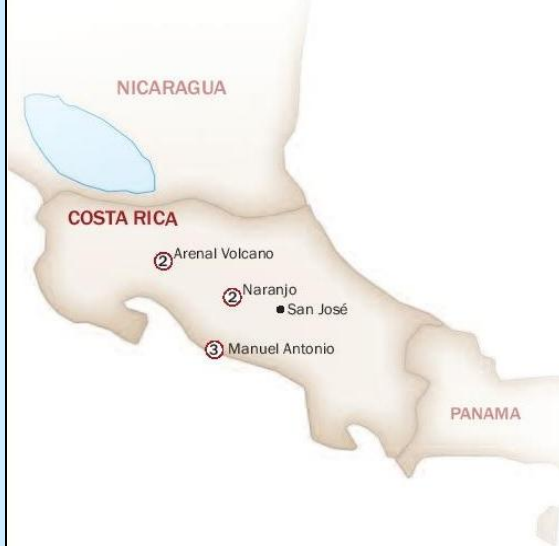 NICARAGUA
COSTA RICA
2 Arenal Volcano
2 Naranjo
San José
3 Manuel Antonio
PANAMA